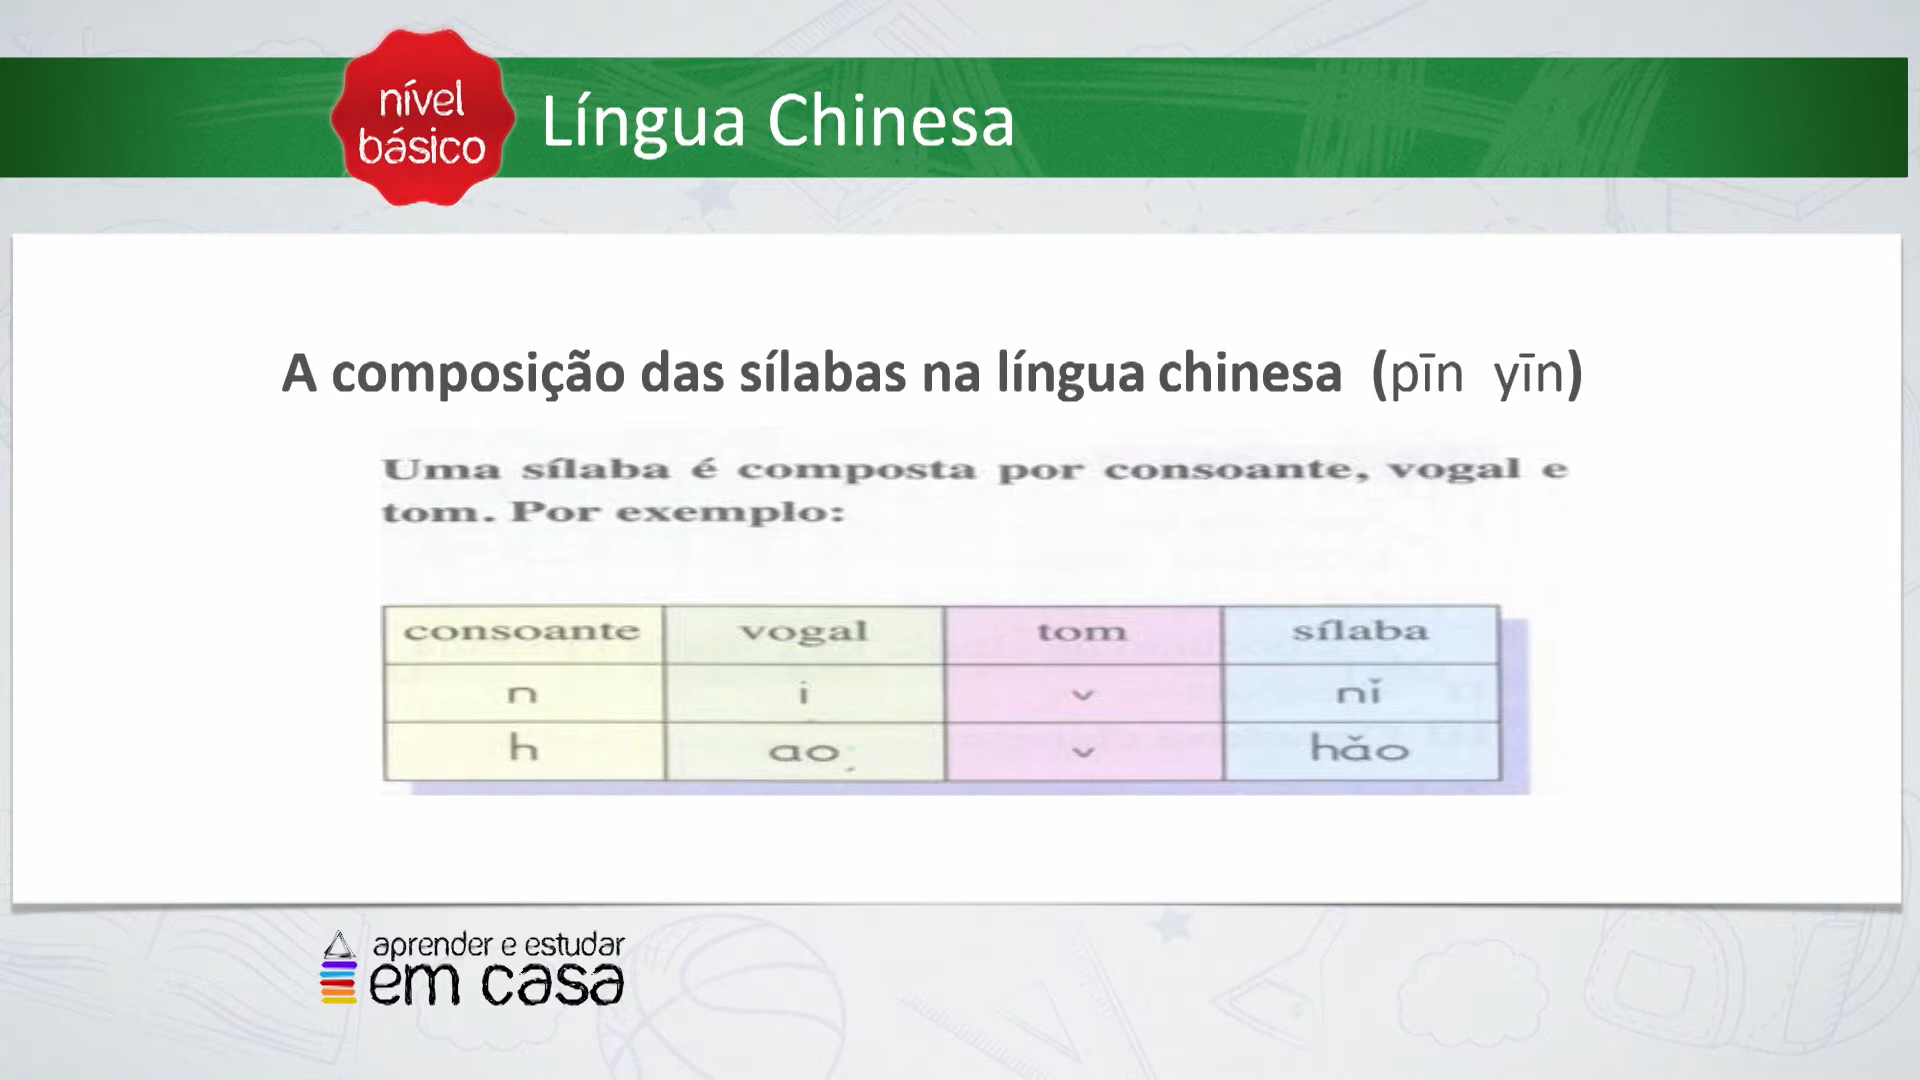 nível
básico
Língua Chinesa
A composição das sílabas na língua chinesa (pīn yīn)
Uma sílaba é composta por consoante, vogal e
tom. Por exemplo:
consoante vogal tom sílaba
n i ˇ nǐ
h ao ˇ hǎo
aprender e estudar
em casa